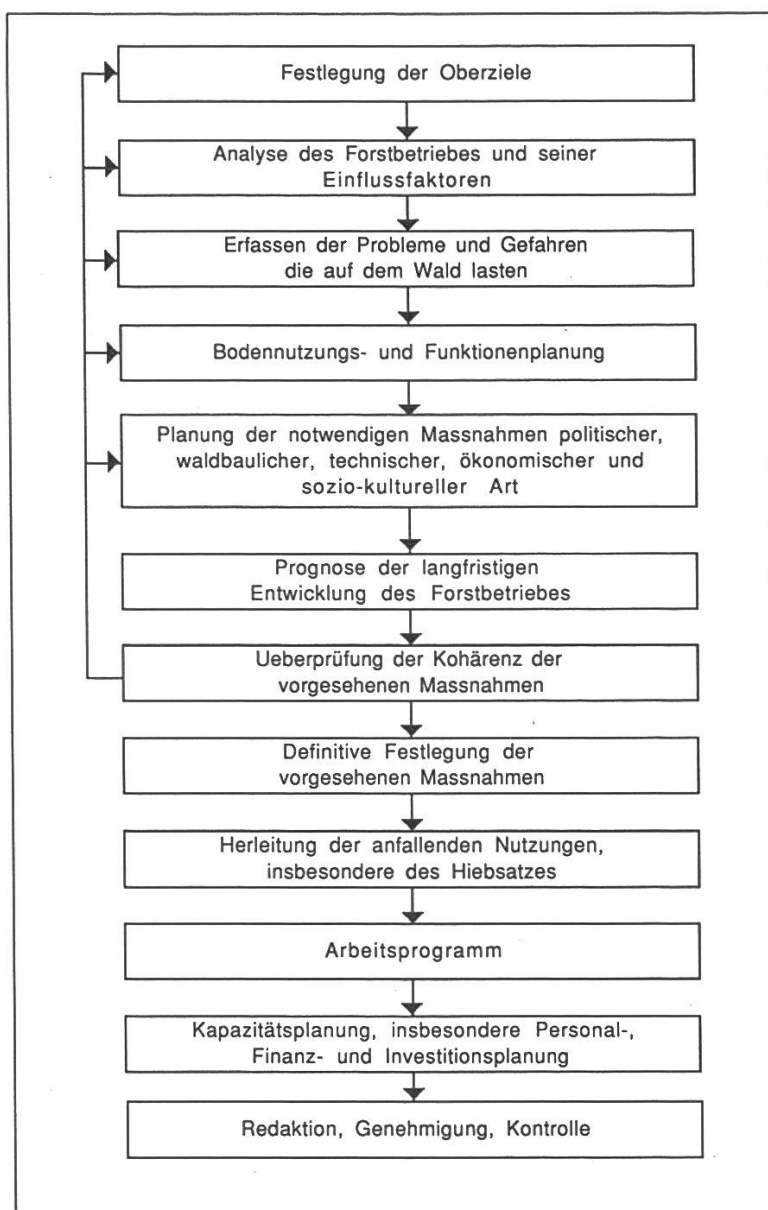 Festlegung der Oberziele
Analyse des Forstbetriebes und seiner
Einflussfaktoren
Erfassen der Probleme und Gefahren
die auf dem Wald lasten
Bodennutzungs- und Funktionenplanung
Planung der notwendigen Massnahmen politischer,
waldbaulicher, technischer, ökonomischer und
sozio-kultureller Art
Prognose der langfristigen
Entwicklung des Forstbetriebes
Ueberprüfung der Kohärenz der
vorgesehenen Massnahmen
Definitive Festlegung der
vorgesehenen Massnahmen
Herleitung der anfallenden Nutzungen,
insbesondere des Hiebsatzes
Arbeitsprogramm
Kapazitätsplanung, insbesondere Personal-,
Finanz- und Investitionsplanung
Redaktion, Genehmigung, Kontrolle